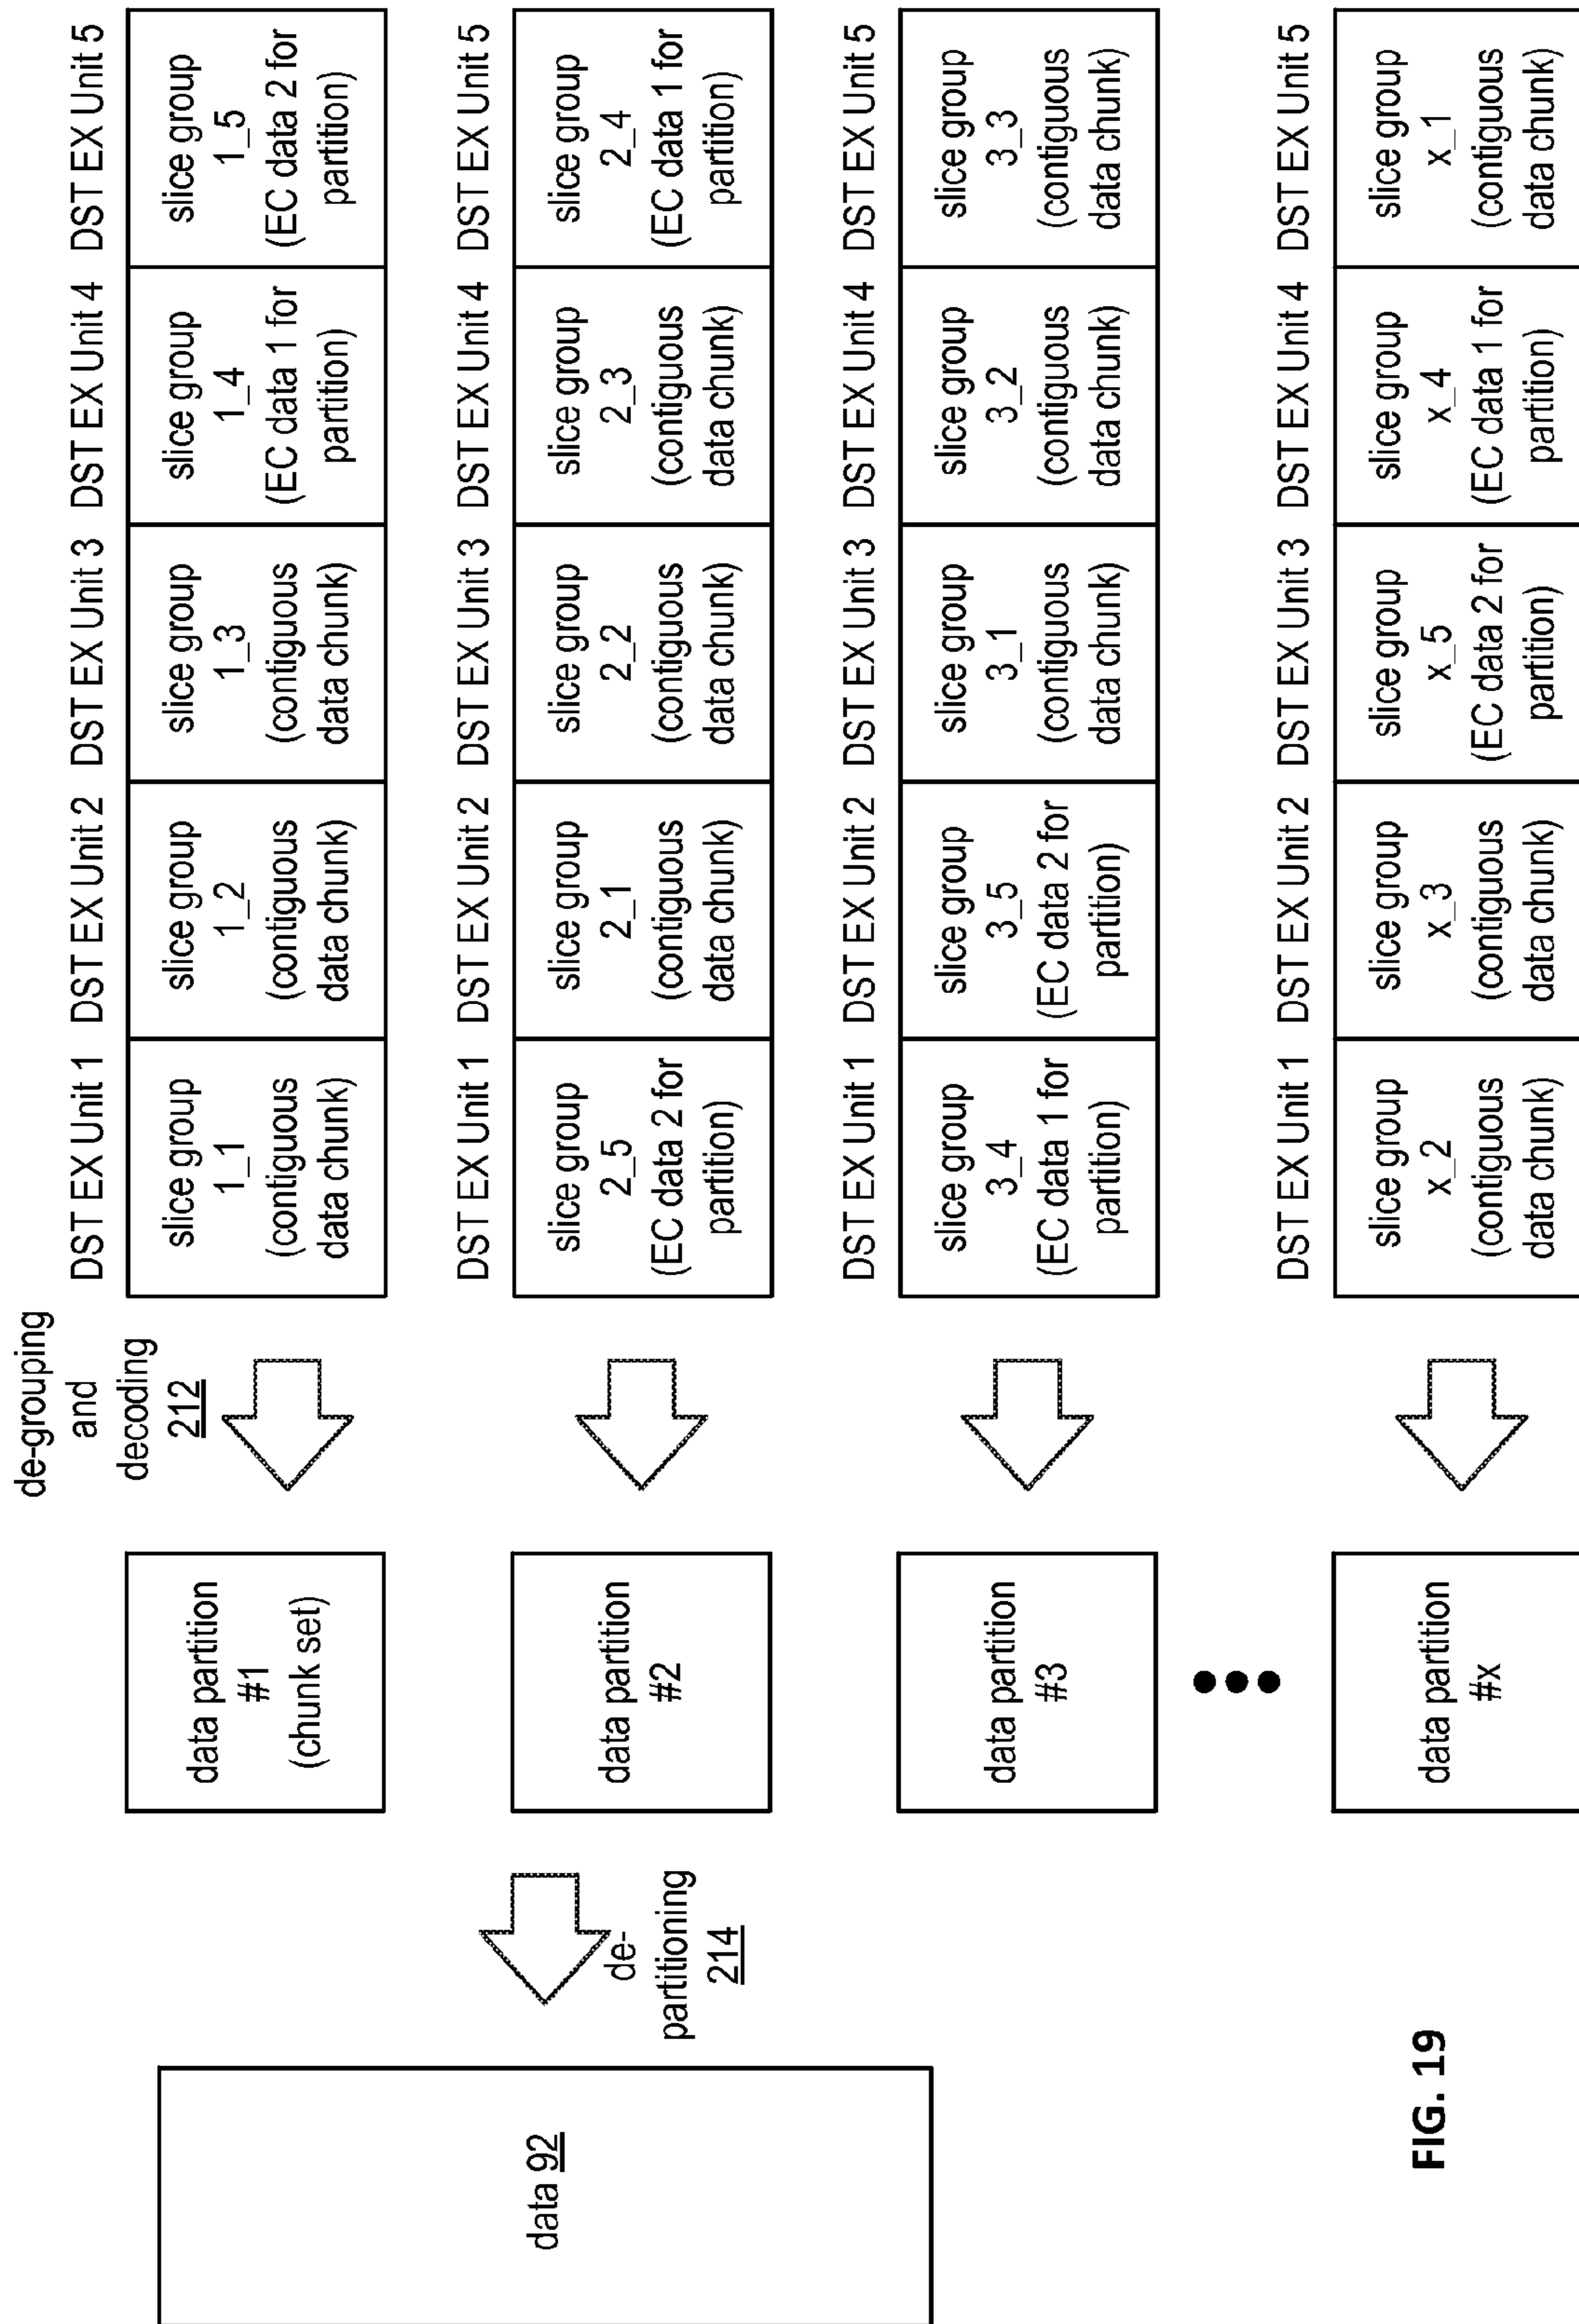 de-grouping
and
decoding
212
DST EX Unit 1 DST EX Unit 2 DST EX Unit 3 DST EX Unit 4 DST EX Unit 5
data partition
#1
(chunk set)
slice group
1_1
(contiguous
data chunk)
slice group
1_2
(contiguous
data chunk)
slice group
1_3
(contiguous
data chunk)
slice group
1_4
(EC data 1 for
partition)
slice group
1_5
(EC data 2 for
partition)
data 92
de-
partitioning
214
DST EX Unit 1 DST EX Unit 2 DST EX Unit 3 DST EX Unit 4 DST EX Unit 5
data partition
#2
slice group
2_5
(EC data 2 for
partition)
slice group
2_1
(contiguous
data chunk)
slice group
2_2
(contiguous
data chunk)
slice group
2_3
(contiguous
data chunk)
slice group
2_4
(EC data 1 for
partition)
DST EX Unit 1 DST EX Unit 2 DST EX Unit 3 DST EX Unit 4 DST EX Unit 5
data partition
#3
slice group
3_4
(EC data 1 for
partition)
slice group
3_5
(EC data 2 for
partition)
slice group
3_1
(contiguous
data chunk)
slice group
3_2
(contiguous
data chunk)
slice group
3_3
(contiguous
data chunk)
DST EX Unit 1 DST EX Unit 2 DST EX Unit 3 DST EX Unit 4 DST EX Unit 5
data partition
#x
slice group
x_2
(contiguous
data chunk)
slice group
x_3
(contiguous
data chunk)
slice group
x_5
(EC data 2 for
partition)
slice group
x_4
(EC data 1 for
partition)
slice group
x_1
(contiguous
data chunk)
FIG. 19